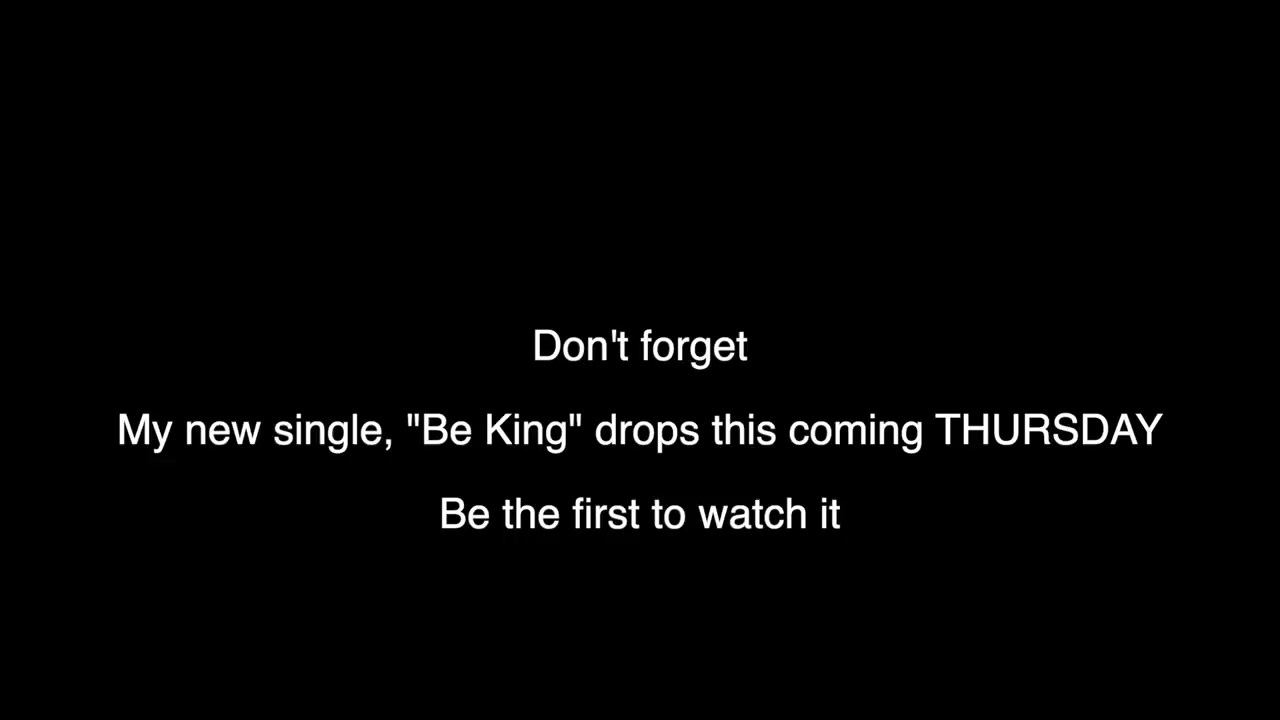 Don't forget
My new single, "Be King" drops this coming THURSDAY
Be the first to watch it